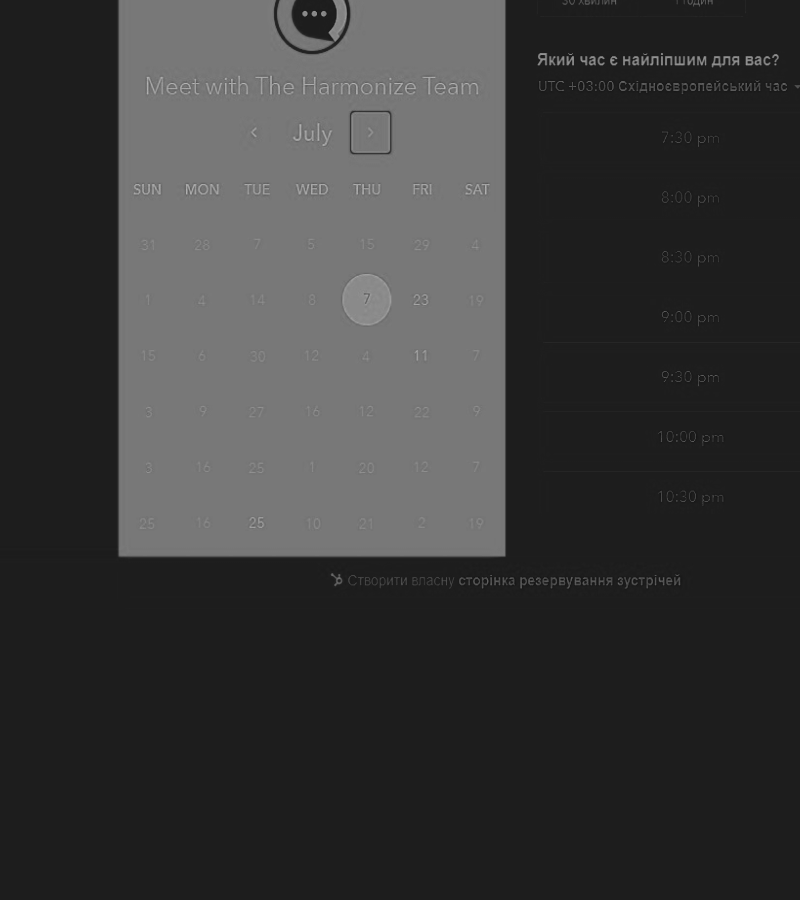 30 хвилин 1 годин
Meet with The Harmonize Team
July
SUN MON TUE WED THU FRI SAT
31 28 7 5 15 29 4
1 4 14 8 7 23 19
15 6 30 12 4 11 7
3 9 27 16 12 22 9
3 16 25 1 20 12 7
25 16 25 10 21 2 19
Який час є найліпшим для вас?
UTC +03:00 Східноєвропейський час
7:30 pm
8:00 pm
8:30 pm
9:00 pm
9:30 pm
10:00 pm
10:30 pm
Створити власну сторінка резервування зустрічей